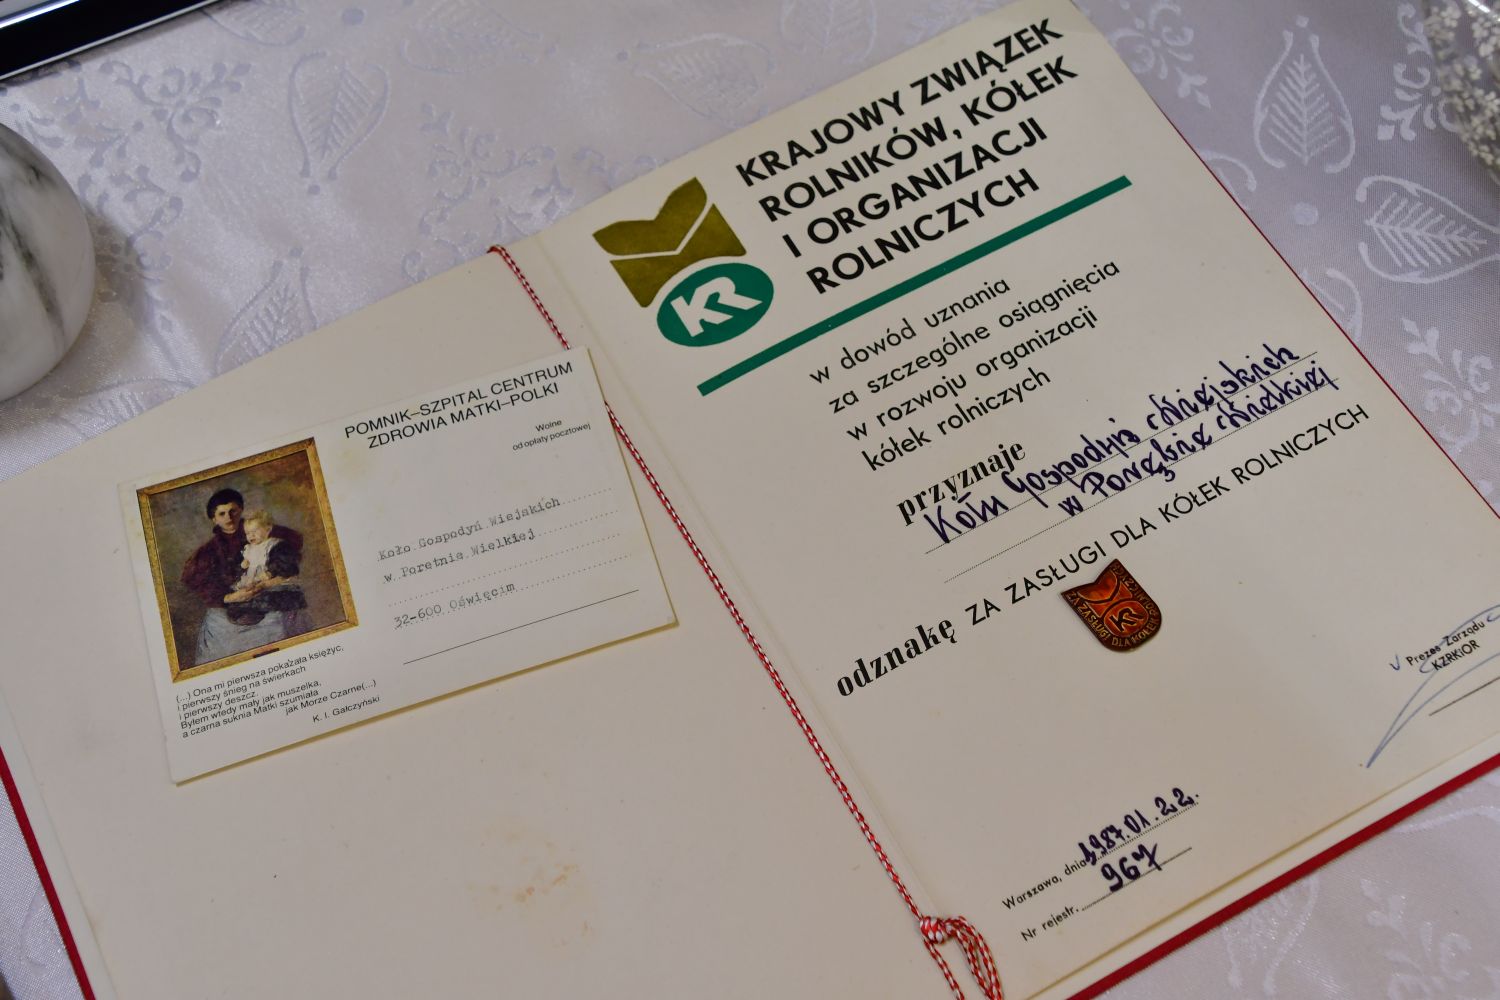 POMNIK–SZPITAL CENTRUM
ZDROWIA MATKI–POLKI
Wolne
od opłaty pocztowej
Koło Gospodyń Wiejskich
w Porętnie Wielkiej
32-600 Oświęcim
(...) Ona mi pierwsza pokazała księżyc,
i pierwszy śnieg na świerkach
i pierwszy deszcz.
Byłem wtedy mały jak muszelka,
a czarna suknia Matki szumiała
jak Morze Czarne(...)
K. I. Gałczyński
KRAJOWY ZWIĄZEK
ROLNIKÓW, KÓŁEK
I ORGANIZACJI
ROLNICZYCH
KR
w dowód uznania
za szczególne osiągnięcia
w rozwoju organizacji
kółek rolniczych
przyznaje
Kołu Gospodyń Wiejskich
w Porębie Wielkiej
odznakę ZA ZASŁUGI DLA KÓŁEK ROLNICZYCH
ZA ZASŁUGI DLA KÓŁEK
KR
Prezes Zarządu
KZRKiOR
Warszawa, dnia 1987.01.22.
Nr rejestr. 967